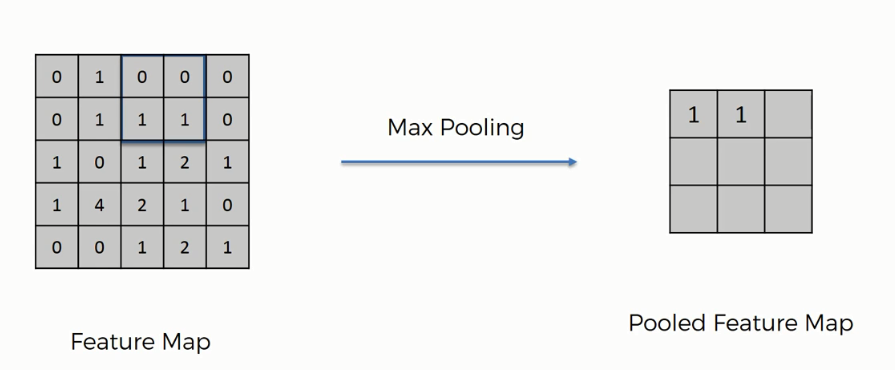 0 1 0 0 0
0 1 1 1 0
1 0 1 2 1
1 4 2 1 0
0 0 1 2 1
Feature Map
Max Pooling
1 1
Pooled Feature Map